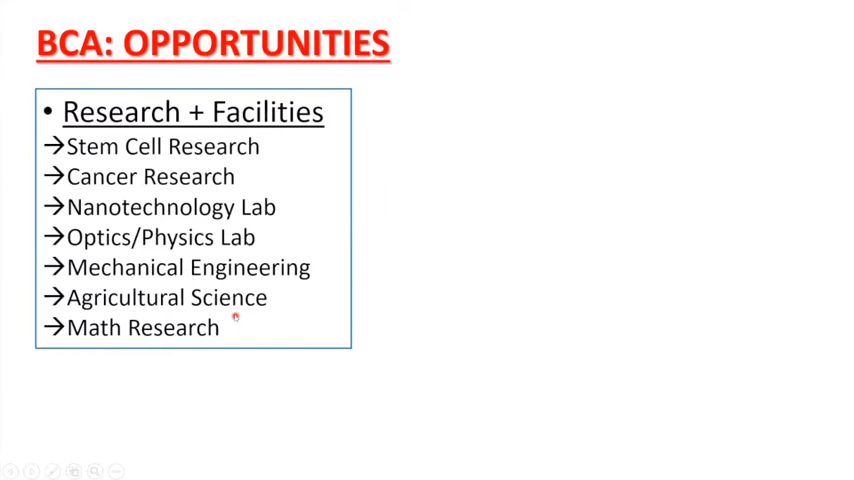 BCA: OPPORTUNITIES
• Research + Facilities
→Stem Cell Research
→Cancer Research
→Nanotechnology Lab
→Optics/Physics Lab
→Mechanical Engineering
→Agricultural Science
→Math Research